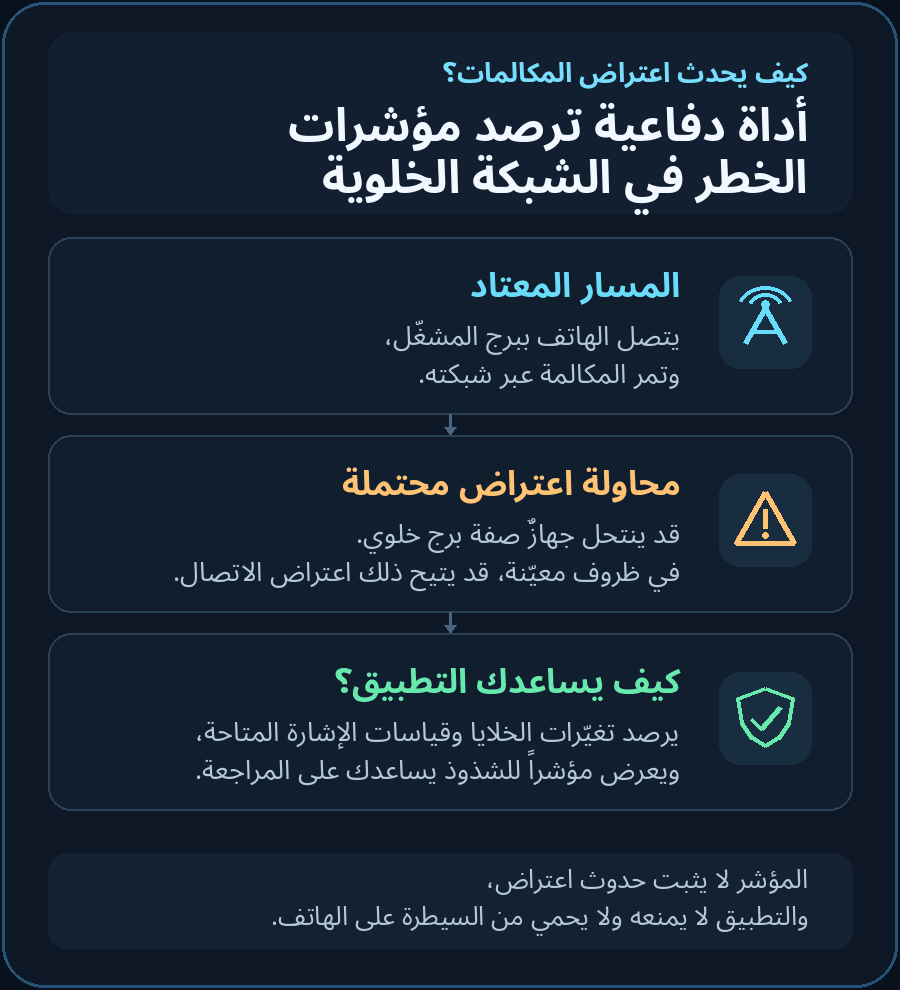 كيف يحدث اعتراض المكالمات؟
أداة دفاعية ترصد مؤشرات
الخطر في الشبكة الخلوية
المسار المعتاد
يتصل الهاتف ببرج المشغّل،
وتمر المكالمة عبر شبكته.
محاولة اعتراض محتملة
قد ينتحل جهازٌ صفة برج خلوي.
في ظروف معيّنة، قد يتيح ذلك اعتراض الاتصال.
كيف يساعدك التطبيق؟
يرصد تغيّرات الخلايا وقياسات الإشارة المتاحة،
ويعرض مؤشراً للشذوذ يساعدك على المراجعة.
المؤشر لا يثبت حدوث اعتراض،
والتطبيق لا يمنعه ولا يحمي من السيطرة على الهاتف.